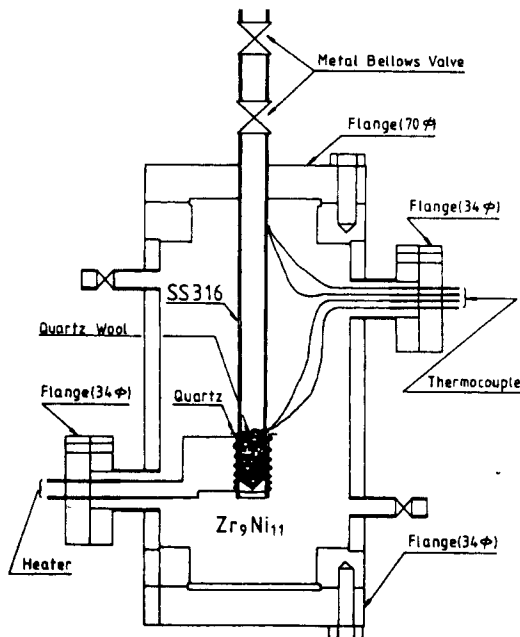 Metal Bellows Valve
Flange(70φ)
Flange(34φ)
SS316
Quartz Wool
Thermocouple
Quartz
Flange(34φ)
Zr₉Ni₁₁
Heater
Flange(34φ)